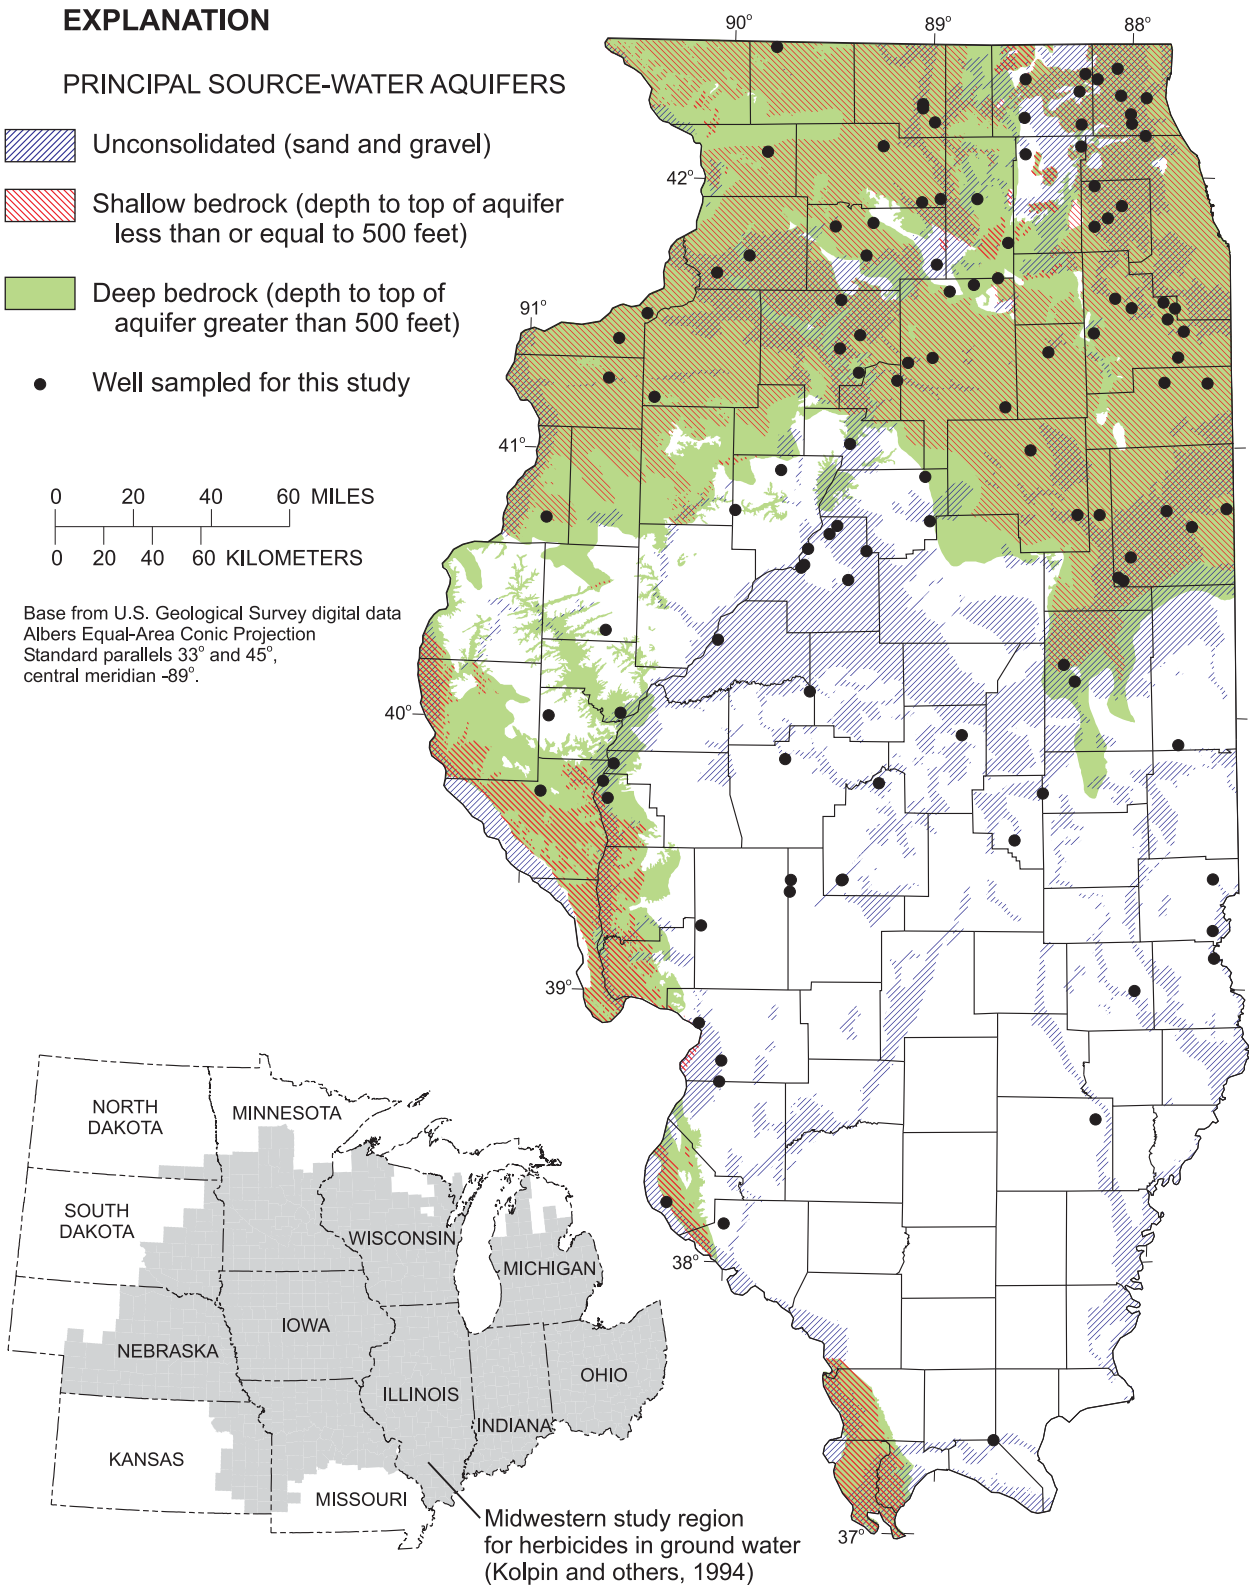 EXPLANATION
PRINCIPAL SOURCE-WATER AQUIFERS
Unconsolidated (sand and gravel)
Shallow bedrock (depth to top of aquifer
less than or equal to 500 feet)
Deep bedrock (depth to top of
aquifer greater than 500 feet)
Well sampled for this study
0 20 40 60 MILES
0 20 40 60 KILOMETERS
Base from U.S. Geological Survey digital data
Albers Equal-Area Conic Projection
Standard parallels 33° and 45°,
central meridian -89°.
90° 89° 88°
42°
91°
41°
40°
39°
38°
37°
NORTH
DAKOTA
MINNESOTA
SOUTH
DAKOTA
WISCONSIN
MICHIGAN
NEBRASKA
IOWA
ILLINOIS
INDIANA
OHIO
KANSAS
MISSOURI
Midwestern study region
for herbicides in ground water
(Kolpin and others, 1994)